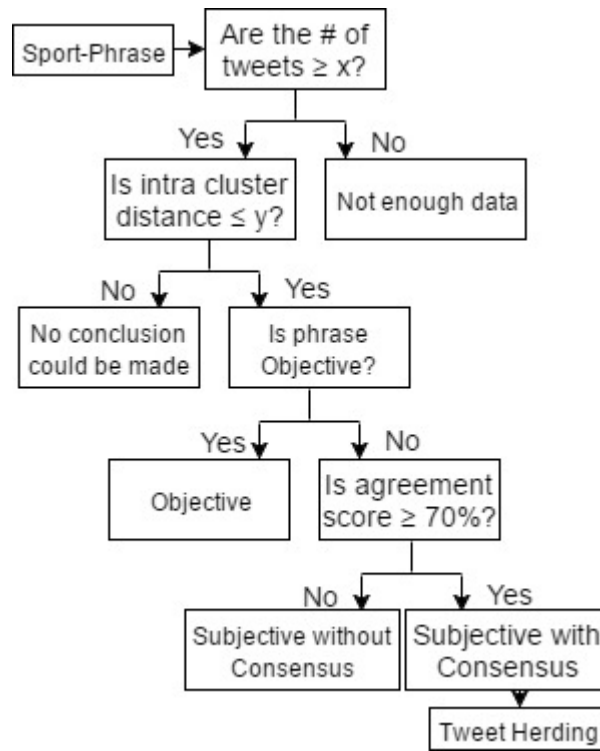 Sport-Phrase
Are the # of
tweets ≥ x?
Yes
No
Is intra cluster
distance ≤ y?
Not enough data
No
Yes
No conclusion
could be made
Is phrase
Objective?
Yes
No
Objective
Is agreement
score ≥ 70%?
No
Yes
Subjective without
Consensus
Subjective with
Consensus
Tweet Herding